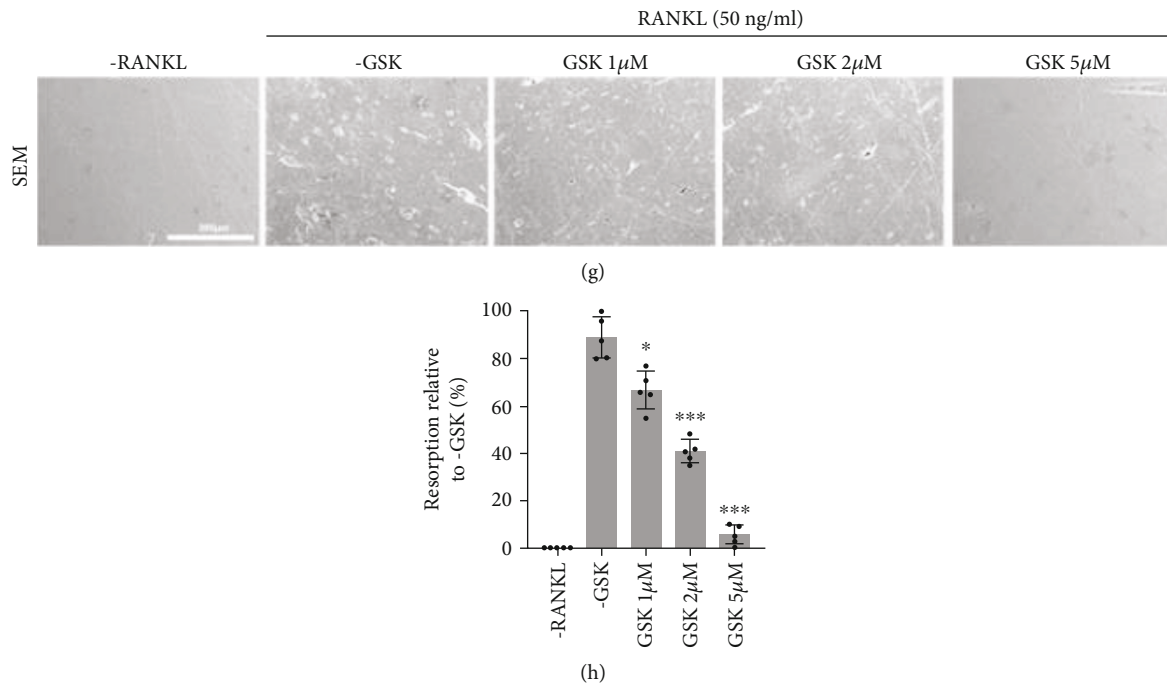 RANKL (50 ng/ml)
-RANKL -GSK GSK 1μM GSK 2μM GSK 5μM
SEM
(g)
100
80
60
40
20
0
Resorption relative
to -GSK (%)
*
***
***
-RANKL
-GSK
GSK 1μM
GSK 2μM
GSK 5μM
(h)